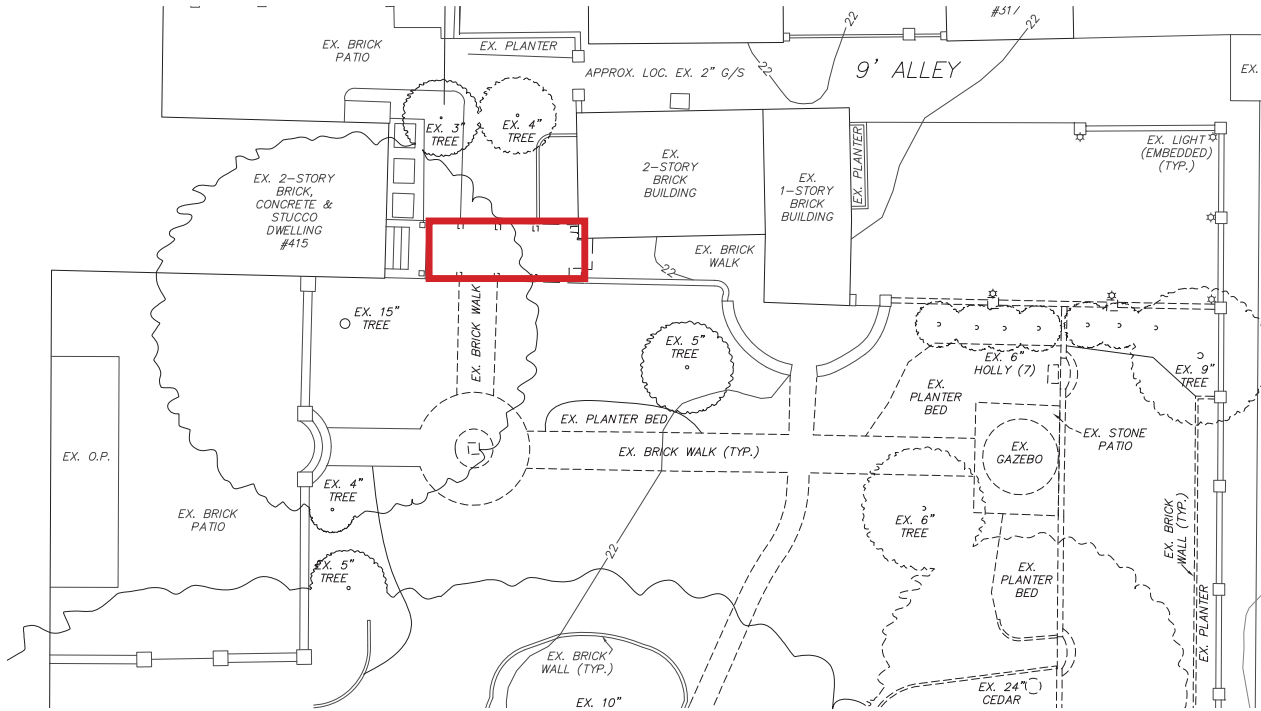 #317
22
22
EX. BRICK
PATIO
EX. PLANTER
APPROX. LOC. EX. 2" G/S
22
9' ALLEY
EX.
EX. 3"
TREE
EX. 4"
TREE
EX. LIGHT
(EMBEDDED)
(TYP.)
EX. 2-STORY
BRICK,
CONCRETE &
STUCCO
DWELLING
#415
EX.
2-STORY
BRICK
BUILDING
EX.
1-STORY
BRICK
BUILDING
EX. PLANTER
EX. BRICK
WALK
22
EX. 15"
TREE
EX. BRICK WALK
EX. 5"
TREE
EX. 6"
HOLLY (7)
EX. 9"
TREE
EX.
PLANTER
BED
EX. PLANTER BED
EX. BRICK WALK (TYP.)
EX.
GAZEBO
EX. STONE
PATIO
EX. O.P.
EX. 4"
TREE
EX. BRICK
PATIO
EX. 6"
TREE
EX. BRICK
WALL (TYP.)
22
EX. 5"
TREE
EX.
PLANTER
BED
EX. PLANTER
EX. BRICK
WALL (TYP.)
EX. 10"
EX. 24"
CEDAR